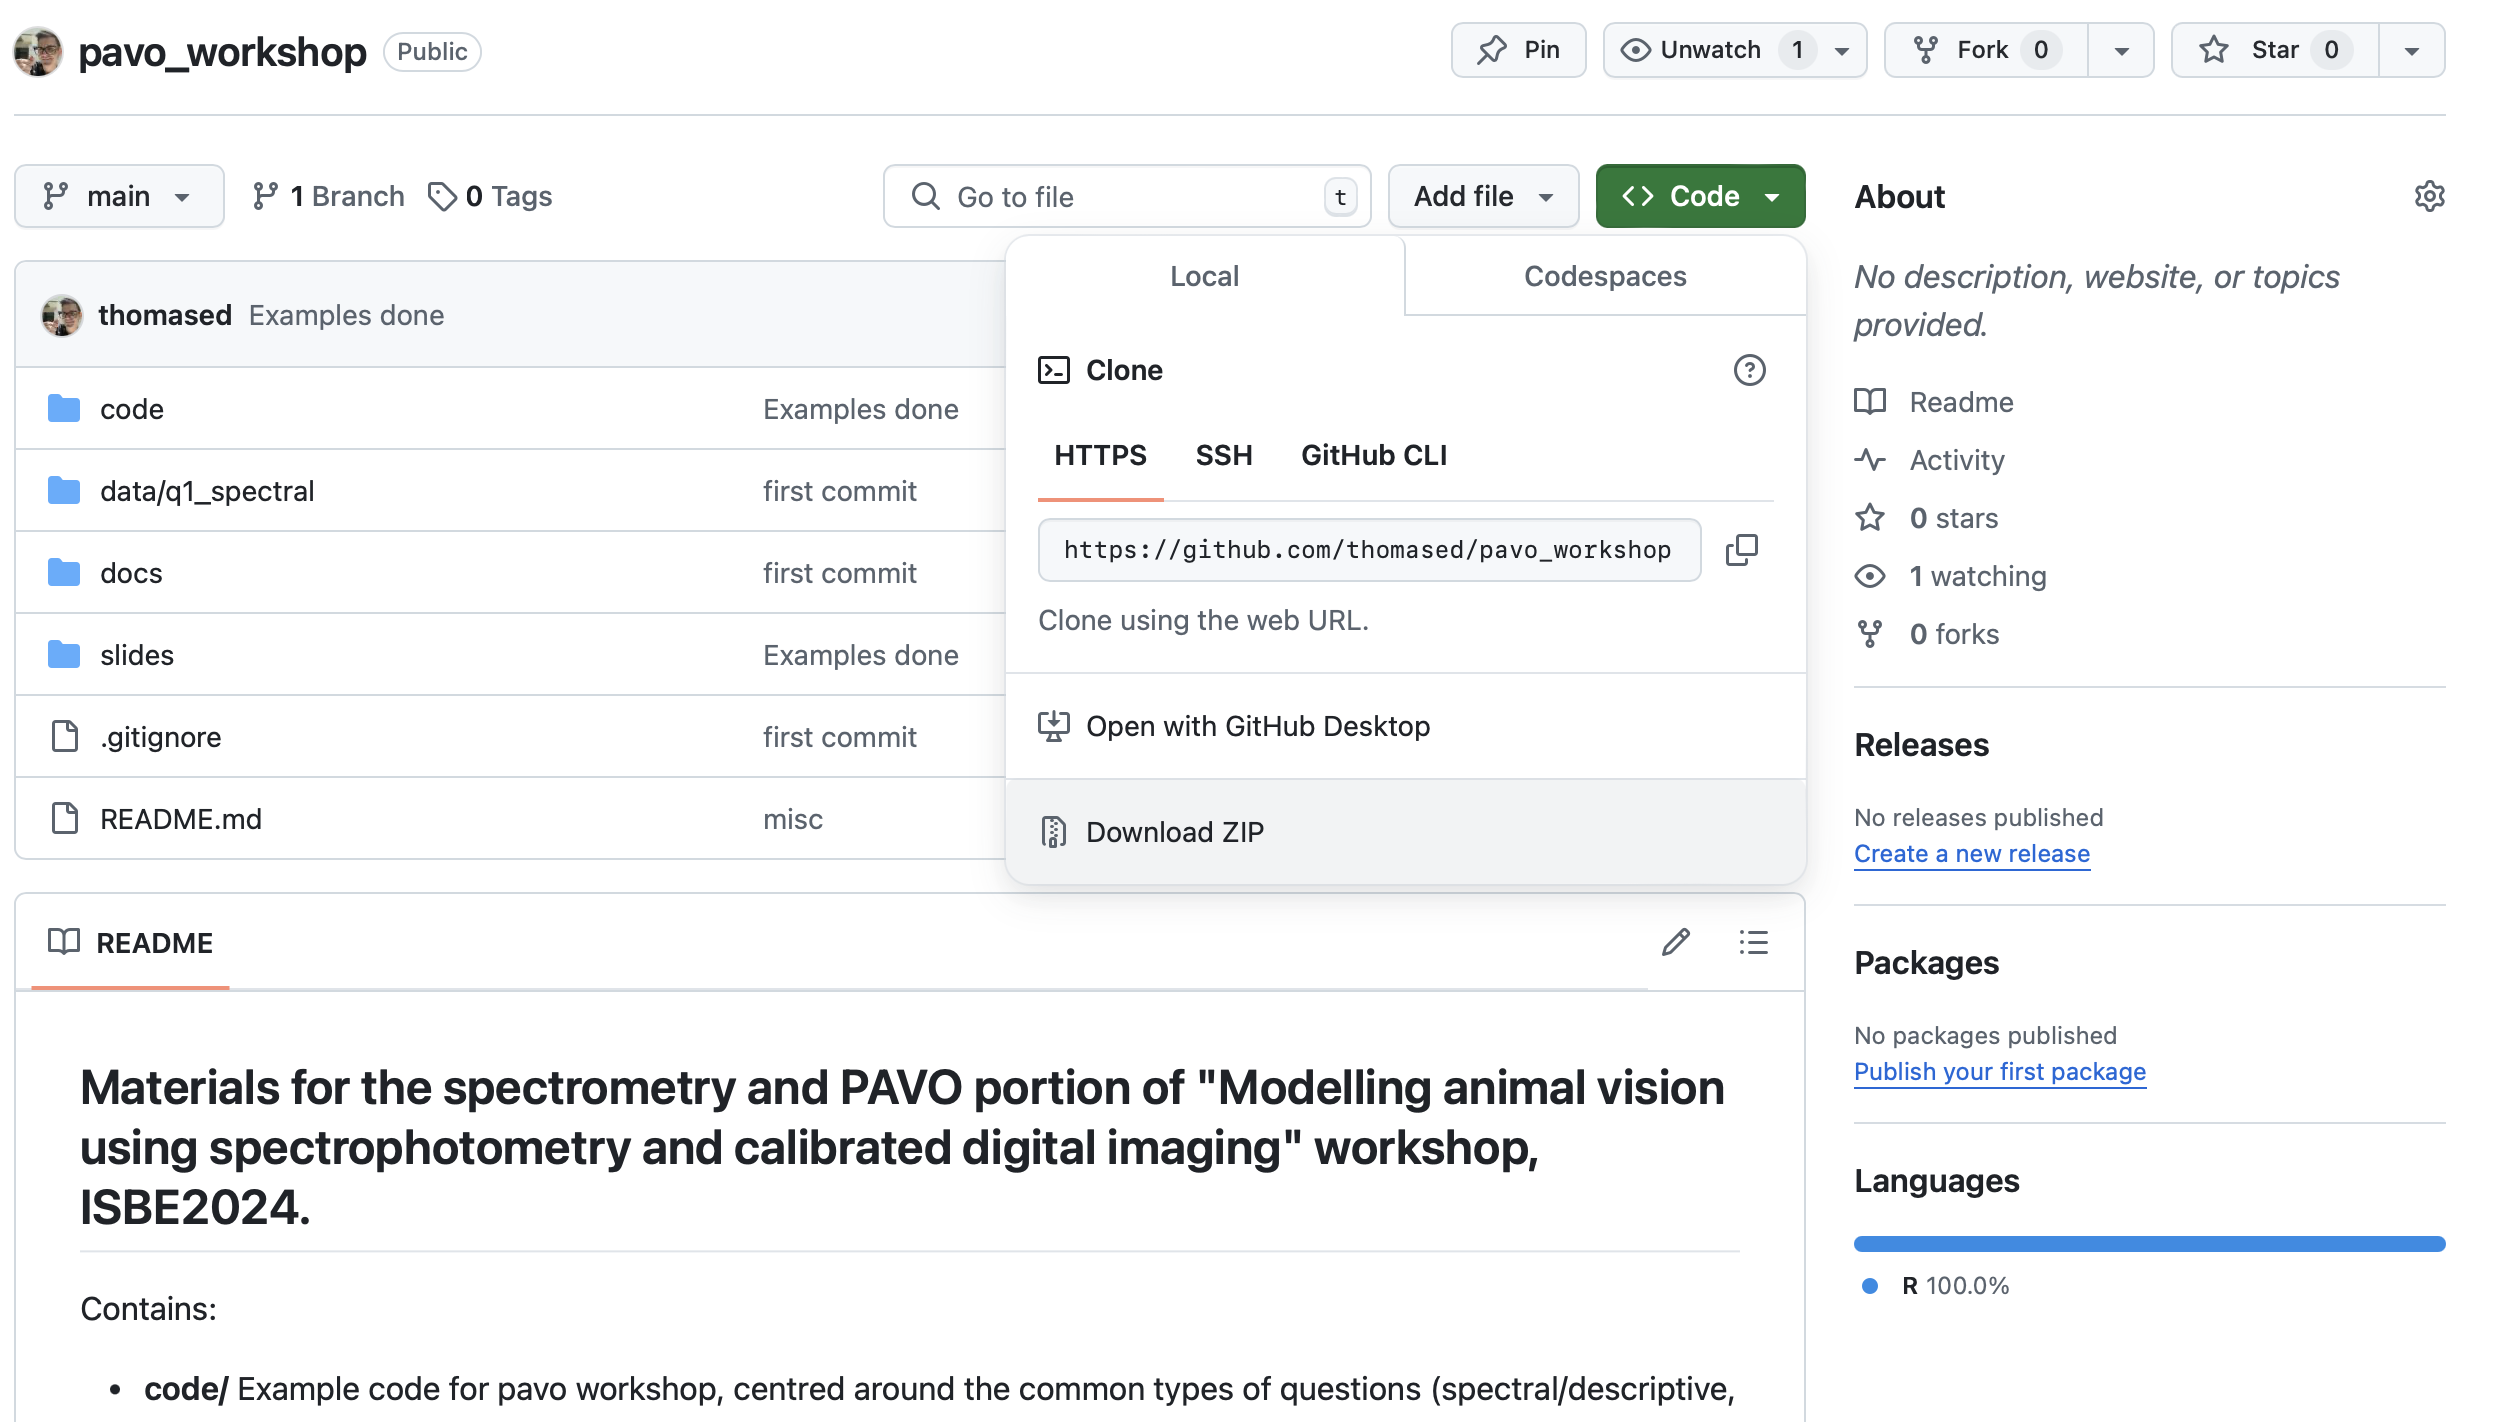 pavo_workshop Public
Pin
Unwatch 1
Fork 0
Star 0
main
1 Branch
0 Tags
Go to file t
Add file
Code
Local
Codespaces
Clone
HTTPS SSH GitHub CLI
https://github.com/thomased/pavo_workshop
Clone using the web URL.
Open with GitHub Desktop
Download ZIP
thomased Examples done
code Examples done
data/q1_spectral first commit
docs first commit
slides Examples done
.gitignore first commit
README.md misc
README
Materials for the spectrometry and PAVO portion of "Modelling animal vision
using spectrophotometry and calibrated digital imaging" workshop,
ISBE2024.
Contains:
• code/ Example code for pavo workshop, centred around the common types of questions (spectral/descriptive,
About
No description, website, or topics
provided.
Readme
Activity
0 stars
1 watching
0 forks
Releases
No releases published
Create a new release
Packages
No packages published
Publish your first package
Languages
R 100.0%